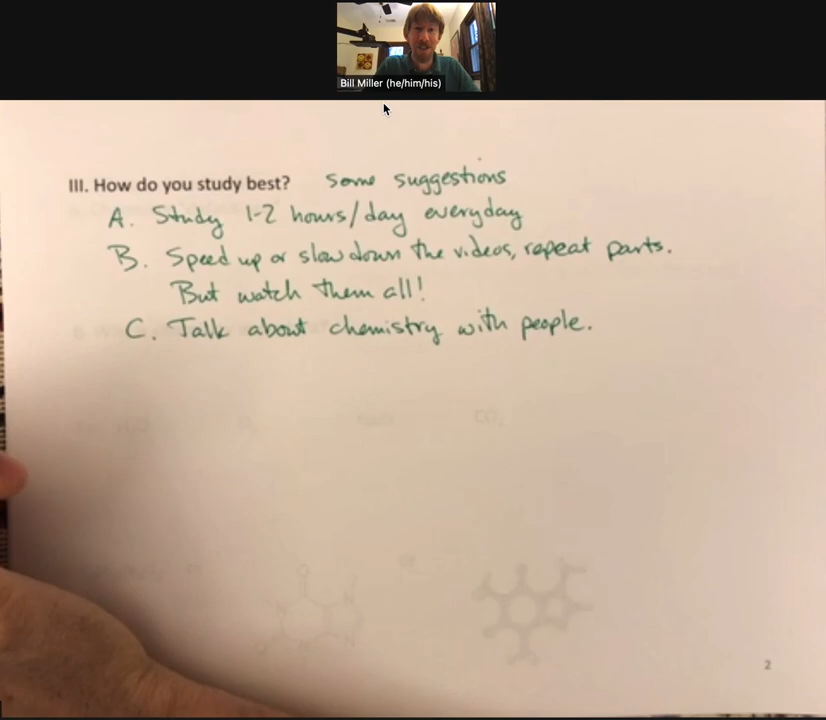 Bill Miller (he/him/his)
III. How do you study best? some suggestions
A. Study 1-2 hours/day everyday
B. Speed up or slow down the videos, repeat parts.
But watch them all!
C. Talk about chemistry with people.
2